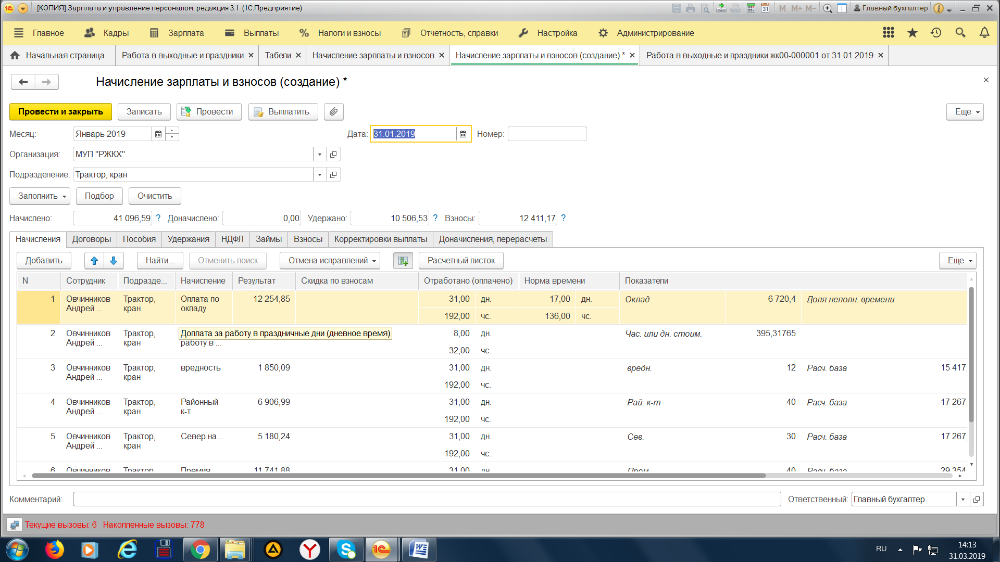 [КОПИЯ] Зарплата и управление персоналом, редакция 3.1 (1С:Предприятие)
M M+ M- Главный бухгалтер
Главное Кадры Зарплата Выплаты Налоги и взносы Отчетность, справки Настройка Администрирование
Начальная страница Работа в выходные и праздники Табели Начисление зарплаты и взносов Начисление зарплаты и взносов (создание) * Работа в выходные и праздники жк00-000001 от 31.01.2019
Начисление зарплаты и взносов (создание) *
Провести и закрыть Записать Провести Выплатить Еще
Месяц: Январь 2019 Дата: 31.01.2019 Номер:
Организация: МУП "РЖКХ"
Подразделение: Трактор, кран
Заполнить Подбор Очистить
Начислено: 41 096,59 ? Доначислено: 0,00 Удержано: 10 506,53 ? Взносы: 12 411,17 ?
Начисления Договоры Пособия Удержания НДФЛ Займы Взносы Корректировки выплаты Доначисления, перерасчеты
Добавить Найти... Отменить поиск Отмена исправлений Расчетный листок Еще
N Сотрудник Подразде... Начисление Результат Скидка по взносам Отработано (оплачено) Норма времени Показатели
1 Овчинников Трактор, Оплата по 12 254,85 31,00 дн. 17,00 дн. Оклад 6 720,4 Доля неполн. времени
Андрей ... кран окладу
192,00 чс. 136,00 чс.
2 Овчинников Трактор, Доплата за работу в праздничные дни (дневное время) 8,00 дн. Час. или дн. стоим. 395,31765
Андрей ... кран работу в ...
32,00 чс.
3 Овчинников Трактор, вредность 1 850,09 31,00 дн. вредн. 12 Расч. база 15 417,
Андрей ... кран
192,00 чс.
4 Овчинников Трактор, Районный 6 906,99 31,00 дн. Рай. к-т 40 Расч. база 17 267,
Андрей ... кран к-т
192,00 чс.
5 Овчинников Трактор, Север.на... 5 180,24 31,00 дн. Сев. 30 Расч. база 17 267,
Андрей ... кран
192,00 чс.
6 Овчинников Трактор Премия 11 741,88 31,00 дн. Прем. 40 Расч. база 29 354
Комментарий: Ответственный: Главный бухгалтер
Текущие вызовы: 6 Накопленные вызовы: 778
RU 14:13
31.03.2019